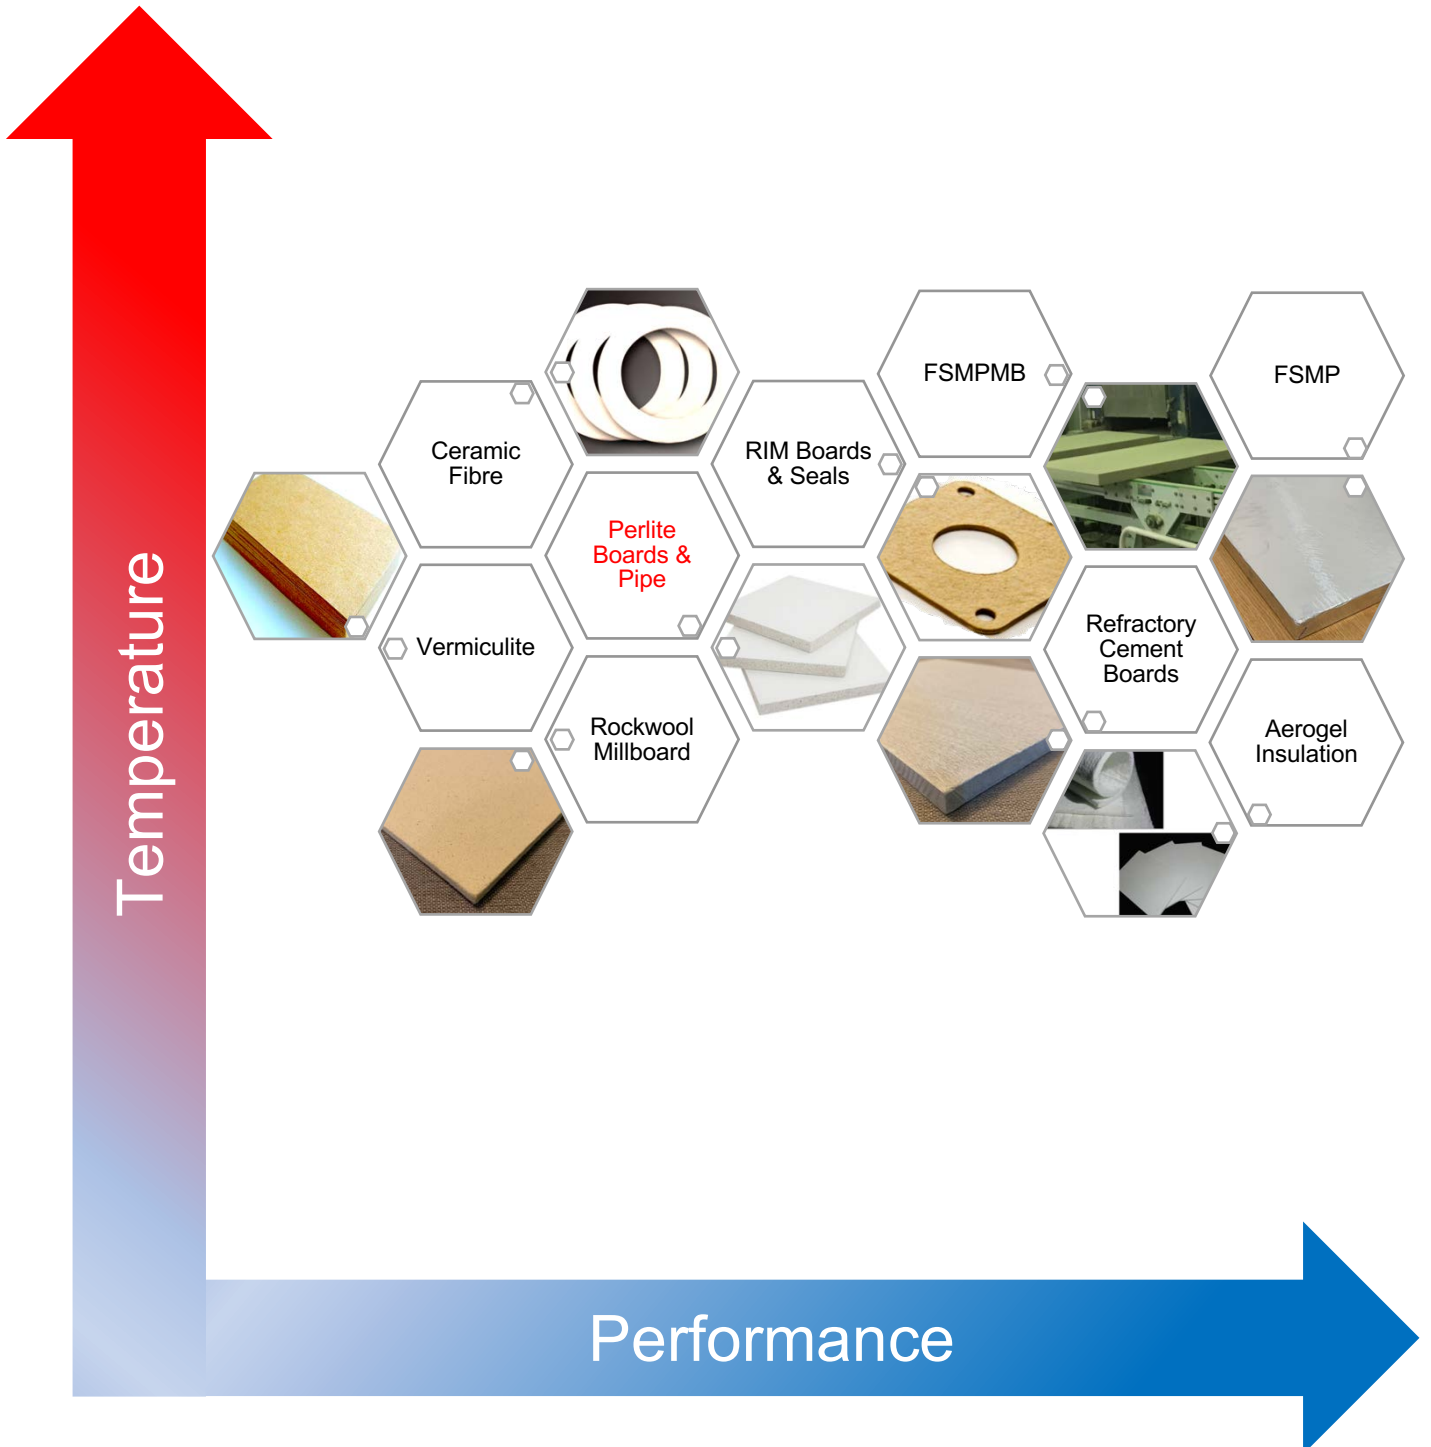 Temperature
FSMPMB
FSMP
Ceramic
Fibre
RIM Boards
& Seals
Perlite
Boards &
Pipe
Vermiculite
Refractory
Cement
Boards
Rockwool
Millboard
Aerogel
Insulation
Performance